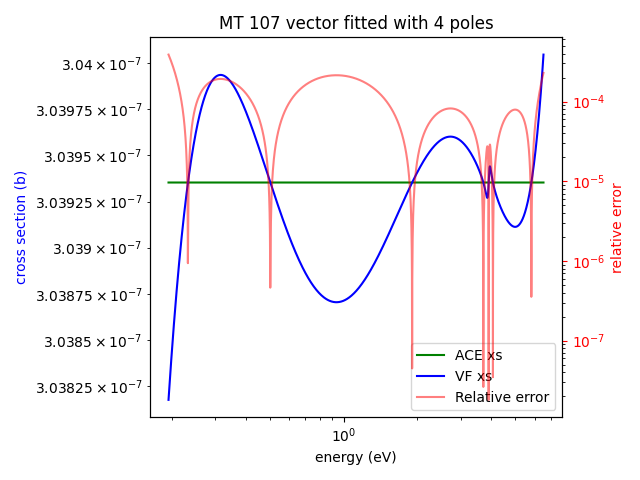 MT 107 vector fitted with 4 poles
cross section (b)
3.04 × 10⁻⁷
3.03975 × 10⁻⁷
3.0395 × 10⁻⁷
3.03925 × 10⁻⁷
3.039 × 10⁻⁷
3.03875 × 10⁻⁷
3.0385 × 10⁻⁷
3.03825 × 10⁻⁷
10⁻⁴
10⁻⁵
10⁻⁶
10⁻⁷
relative error
ACE xs
VF xs
Relative error
10⁰
energy (eV)